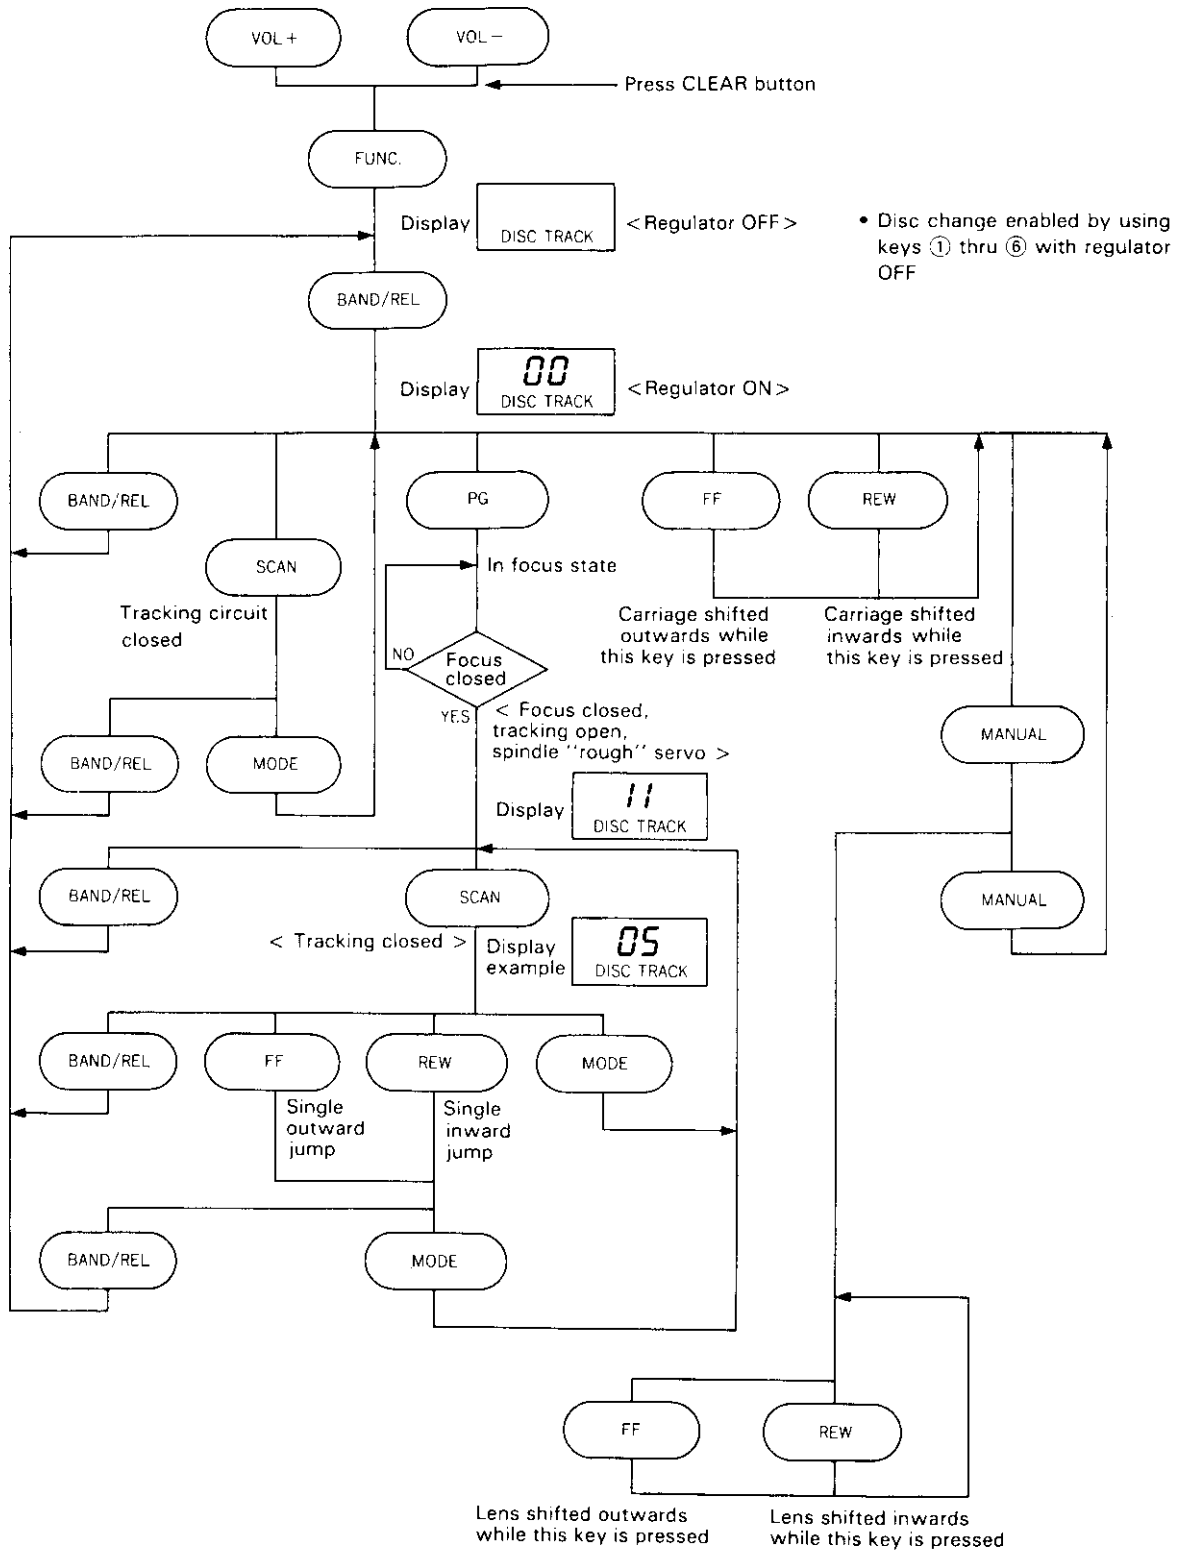 VOL +
VOL −
Press CLEAR button
FUNC.
Display
DISC TRACK
< Regulator OFF >
• Disc change enabled by using
keys ① thru ⑥ with regulator
OFF
BAND/REL
Display
00
DISC TRACK
< Regulator ON >
BAND/REL
PG
FF
REW
SCAN
In focus state
Tracking circuit
closed
Carriage shifted
outwards while
this key is pressed
Carriage shifted
inwards while
this key is pressed
NO
Focus
closed
YES
< Focus closed,
tracking open,
spindle "rough" servo >
MANUAL
BAND/REL
MODE
Display
11
DISC TRACK
BAND/REL
SCAN
MANUAL
< Tracking closed >
Display
example
05
DISC TRACK
BAND/REL
FF
REW
MODE
Single
outward
jump
Single
inward
jump
BAND/REL
MODE
FF
REW
Lens shifted outwards
while this key is pressed
Lens shifted inwards
while this key is pressed